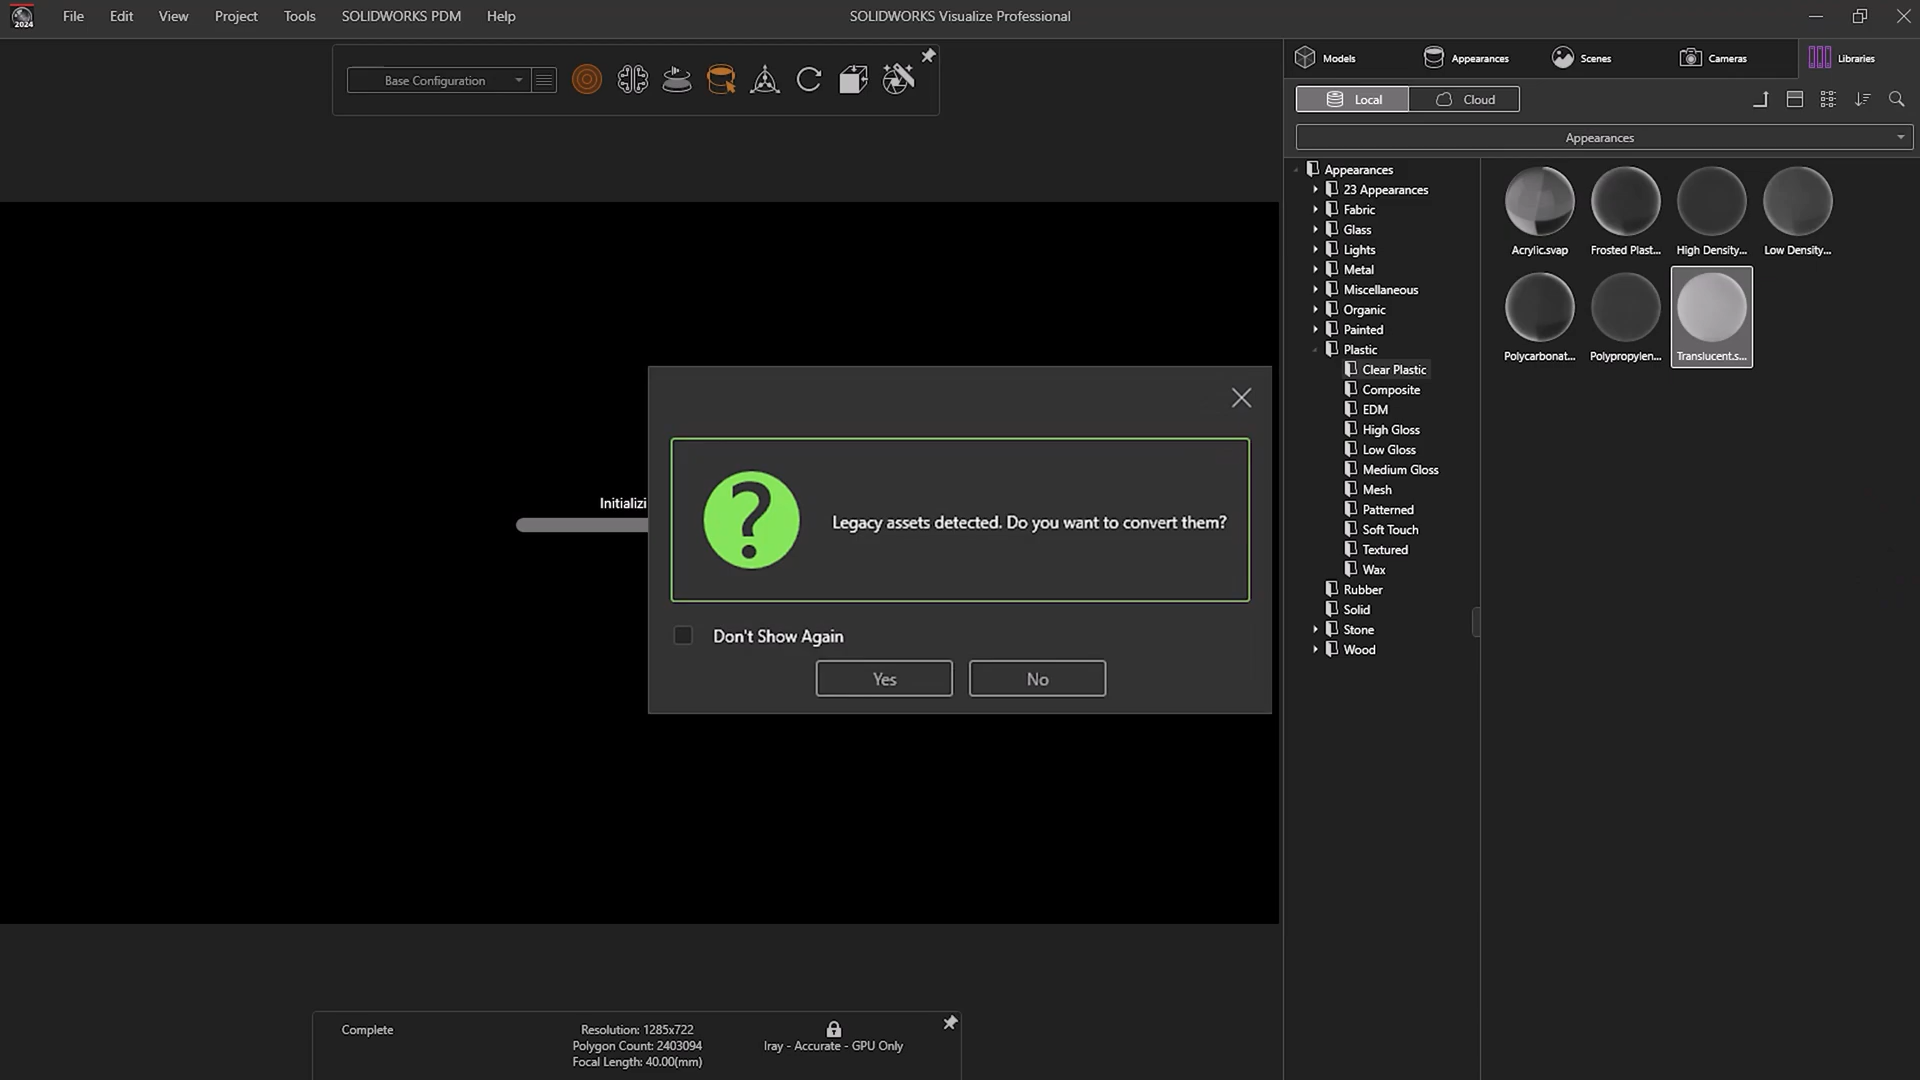 2024
File Edit View Project Tools SOLIDWORKS PDM Help
SOLIDWORKS Visualize Professional
Base Configuration
Models
Appearances
Scenes
Cameras
Libraries
Local
Cloud
Appearances
Appearances
23 Appearances
Fabric
Glass
Lights
Metal
Miscellaneous
Organic
Painted
Plastic
Clear Plastic
Composite
EDM
High Gloss
Low Gloss
Medium Gloss
Mesh
Patterned
Soft Touch
Textured
Wax
Rubber
Solid
Stone
Wood
Acrylic.svap
Frosted Plast...
High Density...
Low Density...
Polycarbonat...
Polypropylen...
Translucent.s...
Initializi
Legacy assets detected. Do you want to convert them?
Don't Show Again
Yes
No
Complete
Resolution: 1285x722
Polygon Count: 2403094
Focal Length: 40.00(mm)
Iray - Accurate - GPU Only